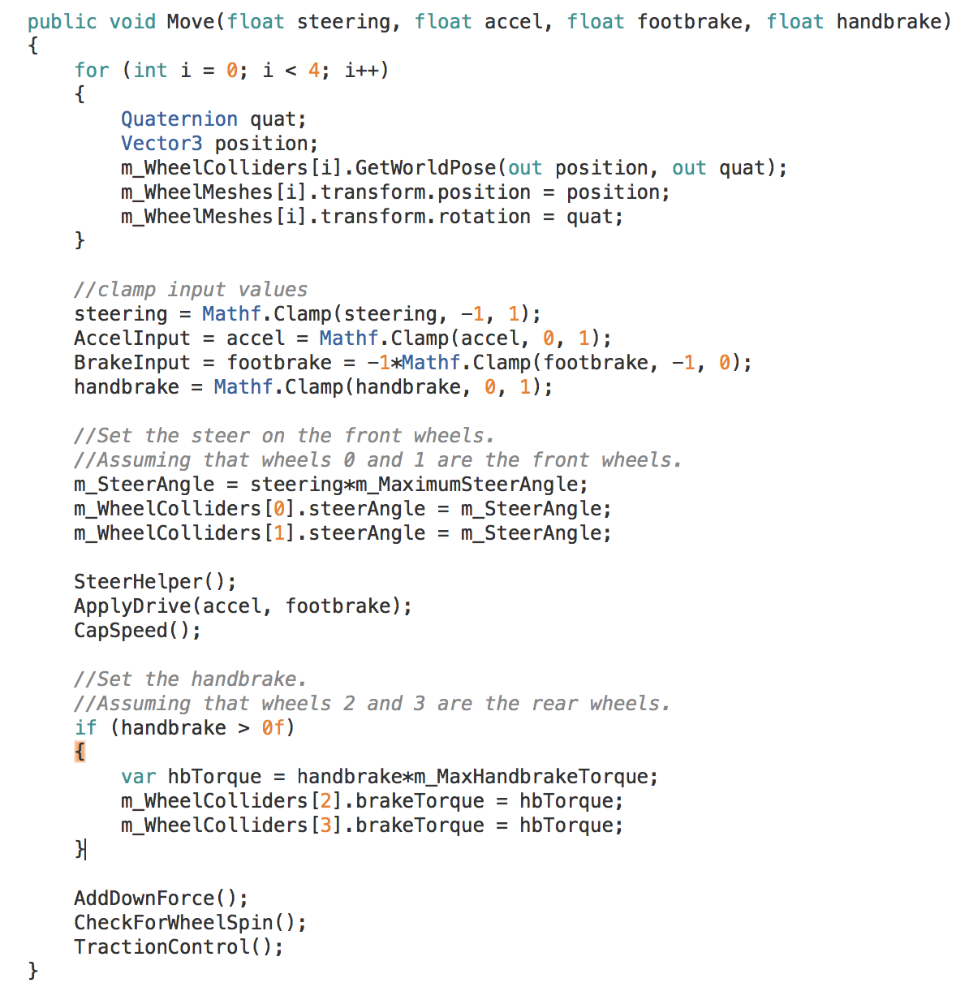 public void Move(float steering, float accel, float footbrake, float handbrake)
{
    for (int i = 0; i < 4; i++)
    {
        Quaternion quat;
        Vector3 position;
        m_WheelColliders[i].GetWorldPose(out position, out quat);
        m_WheelMeshes[i].transform.position = position;
        m_WheelMeshes[i].transform.rotation = quat;
    }

    //clamp input values
    steering = Mathf.Clamp(steering, -1, 1);
    AccelInput = accel = Mathf.Clamp(accel, 0, 1);
    BrakeInput = footbrake = -1*Mathf.Clamp(footbrake, -1, 0);
    handbrake = Mathf.Clamp(handbrake, 0, 1);

    //Set the steer on the front wheels.
    //Assuming that wheels 0 and 1 are the front wheels.
    m_SteerAngle = steering*m_MaximumSteerAngle;
    m_WheelColliders[0].steerAngle = m_SteerAngle;
    m_WheelColliders[1].steerAngle = m_SteerAngle;

    SteerHelper();
    ApplyDrive(accel, footbrake);
    CapSpeed();

    //Set the handbrake.
    //Assuming that wheels 2 and 3 are the rear wheels.
    if (handbrake > 0f)
    {
        var hbTorque = handbrake*m_MaxHandbrakeTorque;
        m_WheelColliders[2].brakeTorque = hbTorque;
        m_WheelColliders[3].brakeTorque = hbTorque;
    }

    AddDownForce();
    CheckForWheelSpin();
    TractionControl();
}